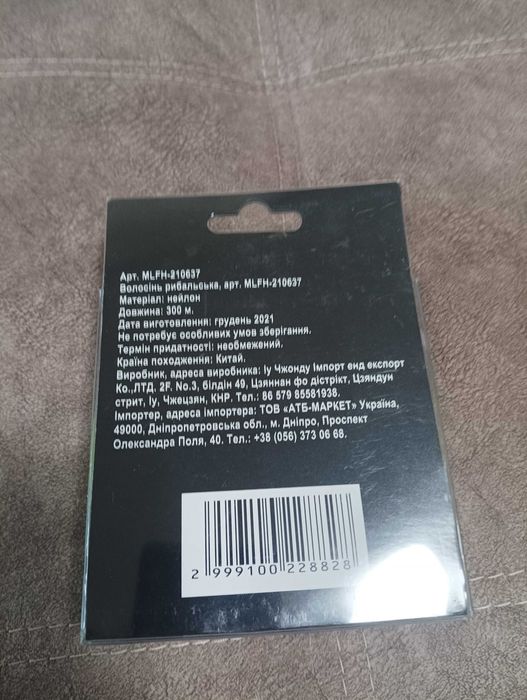 Арт. MLFH-210637
Волосінь рибальська, арт. MLFH-210637
Матеріал: нейлон
Довжина: 300 м.
Дата виготовлення: грудень 2021
Не потребує особливих умов зберігання.
Термін придатності: необмежений.
Країна походження: Китай.
Виробник, адреса виробника: Іу Чжонду Імпорт енд експорт
Ко.,ЛТД, 2F, No.3, білдін 49, Цзяннан фо дістрікт, Цзяндун
стрит, Іу, Чжецзян, КНР. Тел.: 86 579 85581938.
Імпортер, адреса імпортера: ТОВ «АТБ-МАРКЕТ» Україна,
49000, Дніпропетровська обл., м. Дніпро, Проспект
Олександра Поля, 40. Тел.: +38 (056) 373 06 68.
2 999100 228828